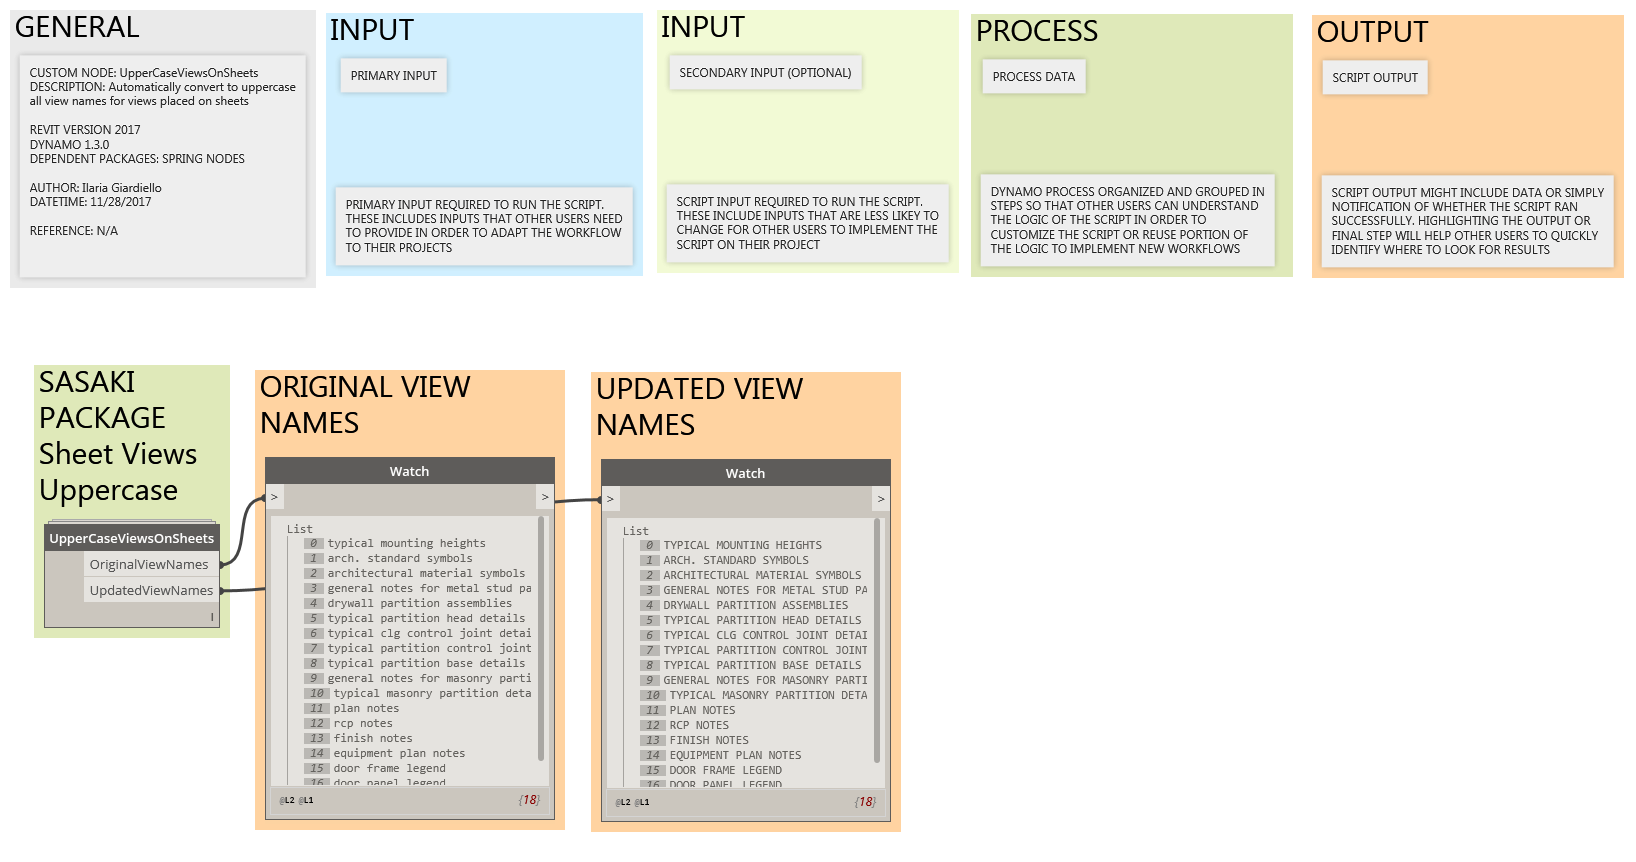 GENERAL
CUSTOM NODE: UpperCaseViewsOnSheets
DESCRIPTION: Automatically convert to uppercase
all view names for views placed on sheets
REVIT VERSION 2017
DYNAMO 1.3.0
DEPENDENT PACKAGES: SPRING NODES
AUTHOR: Ilaria Giardiello
DATETIME: 11/28/2017
REFERENCE: N/A
INPUT
PRIMARY INPUT
PRIMARY INPUT REQUIRED TO RUN THE SCRIPT.
THESE INCLUDES INPUTS THAT OTHER USERS NEED
TO PROVIDE IN ORDER TO ADAPT THE WORKFLOW
TO THEIR PROJECTS
INPUT
SECONDARY INPUT (OPTIONAL)
SCRIPT INPUT REQUIRED TO RUN THE SCRIPT.
THESE INCLUDE INPUTS THAT ARE LESS LIKEY TO
CHANGE FOR OTHER USERS TO IMPLEMENT THE
SCRIPT ON THEIR PROJECT
PROCESS
PROCESS DATA
DYNAMO PROCESS ORGANIZED AND GROUPED IN
STEPS SO THAT OTHER USERS CAN UNDERSTAND
THE LOGIC OF THE SCRIPT IN ORDER TO
CUSTOMIZE THE SCRIPT OR REUSE PORTION OF
THE LOGIC TO IMPLEMENT NEW WORKFLOWS
OUTPUT
SCRIPT OUTPUT
SCRIPT OUTPUT MIGHT INCLUDE DATA OR SIMPLY
NOTIFICATION OF WHETHER THE SCRIPT RAN
SUCCESSFULLY. HIGHLIGHTING THE OUTPUT OR
FINAL STEP WILL HELP OTHER USERS TO QUICKLY
IDENTIFY WHERE TO LOOK FOR RESULTS
SASAKI
PACKAGE
Sheet Views
Uppercase
UpperCaseViewsOnSheets
OriginalViewNames
UpdatedViewNames
I
ORIGINAL VIEW
NAMES
Watch
> >
List
0 typical mounting heights
1 arch. standard symbols
2 architectural material symbols
3 general notes for metal stud pa
4 drywall partition assemblies
5 typical partition head details
6 typical clg control joint detai
7 typical partition control joint
8 typical partition base details
9 general notes for masonry parti
10 typical masonry partition deta
11 plan notes
12 rcp notes
13 finish notes
14 equipment plan notes
15 door frame legend
16 door panel legend
@L2 @L1 {18}
UPDATED VIEW
NAMES
Watch
> >
List
0 TYPICAL MOUNTING HEIGHTS
1 ARCH. STANDARD SYMBOLS
2 ARCHITECTURAL MATERIAL SYMBOLS
3 GENERAL NOTES FOR METAL STUD PA
4 DRYWALL PARTITION ASSEMBLIES
5 TYPICAL PARTITION HEAD DETAILS
6 TYPICAL CLG CONTROL JOINT DETAI
7 TYPICAL PARTITION CONTROL JOINT
8 TYPICAL PARTITION BASE DETAILS
9 GENERAL NOTES FOR MASONRY PARTI
10 TYPICAL MASONRY PARTITION DETA
11 PLAN NOTES
12 RCP NOTES
13 FINISH NOTES
14 EQUIPMENT PLAN NOTES
15 DOOR FRAME LEGEND
16 DOOR PANEL LEGEND
@L2 @L1 {18}